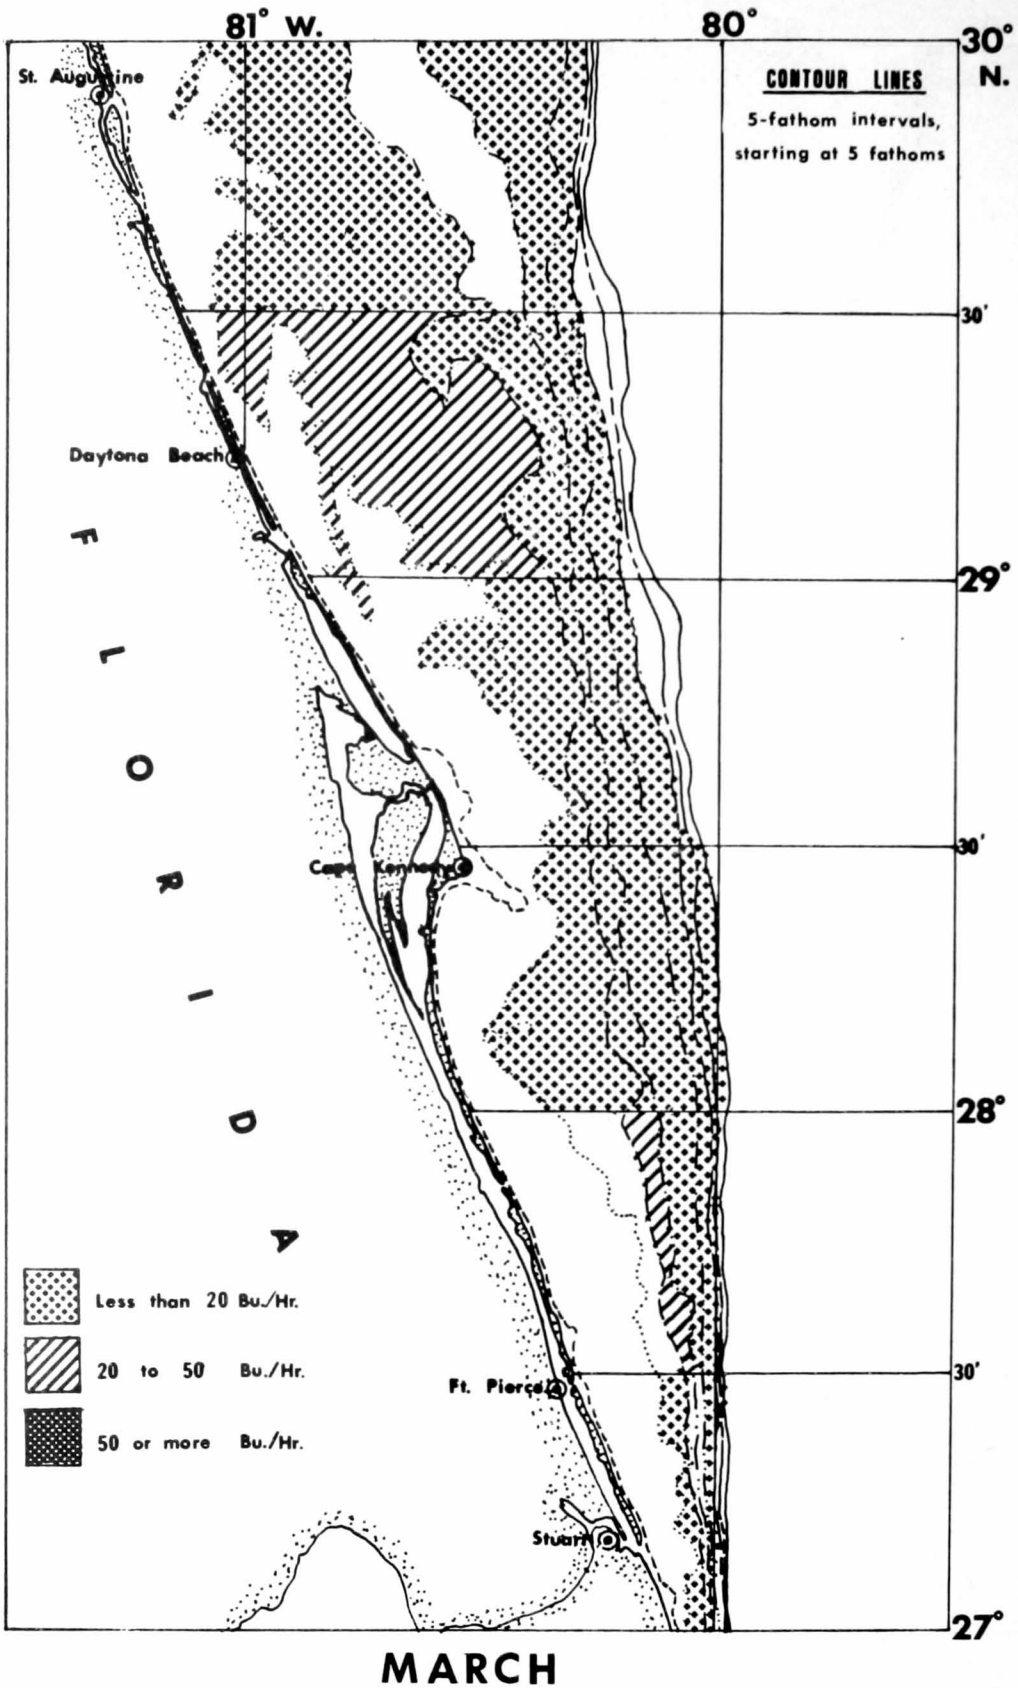 81° W. 80°
30°
N.
St. Augustine
CONTOUR LINES
5-fathom intervals,
starting at 5 fathoms
30'
Daytona Beach
29°
30'
Cape Kennedy
28°
FLORIDA
Less than 20 Bu./Hr.
20 to 50 Bu./Hr.
30'
Ft. Pierce
50 or more Bu./Hr.
Stuart
27°
MARCH